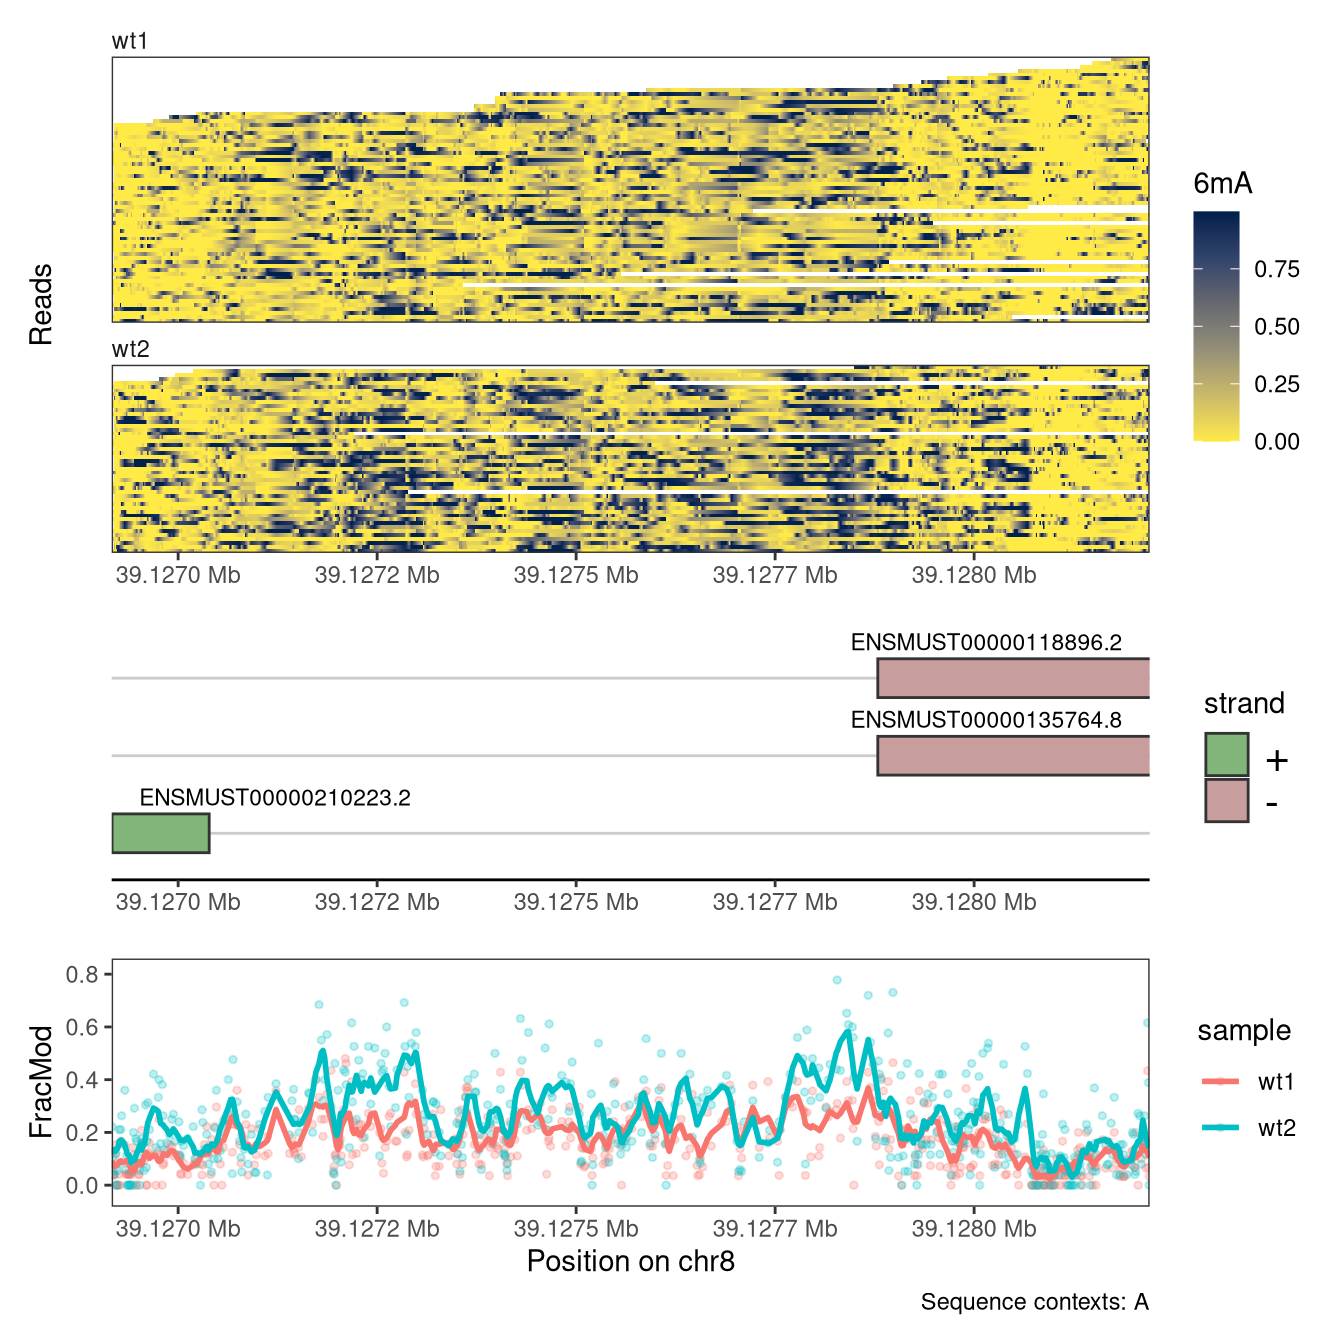 wt1
Reads
6mA
0.75
0.50
0.25
0.00
wt2
39.1270 Mb 39.1272 Mb 39.1275 Mb 39.1277 Mb 39.1280 Mb
ENSMUST00000118896.2
ENSMUST00000135764.8
ENSMUST00000210223.2
strand
+
-
39.1270 Mb 39.1272 Mb 39.1275 Mb 39.1277 Mb 39.1280 Mb
FracMod
0.8
0.6
0.4
0.2
0.0
sample
wt1
wt2
39.1270 Mb 39.1272 Mb 39.1275 Mb 39.1277 Mb 39.1280 Mb
Position on chr8
Sequence contexts: A